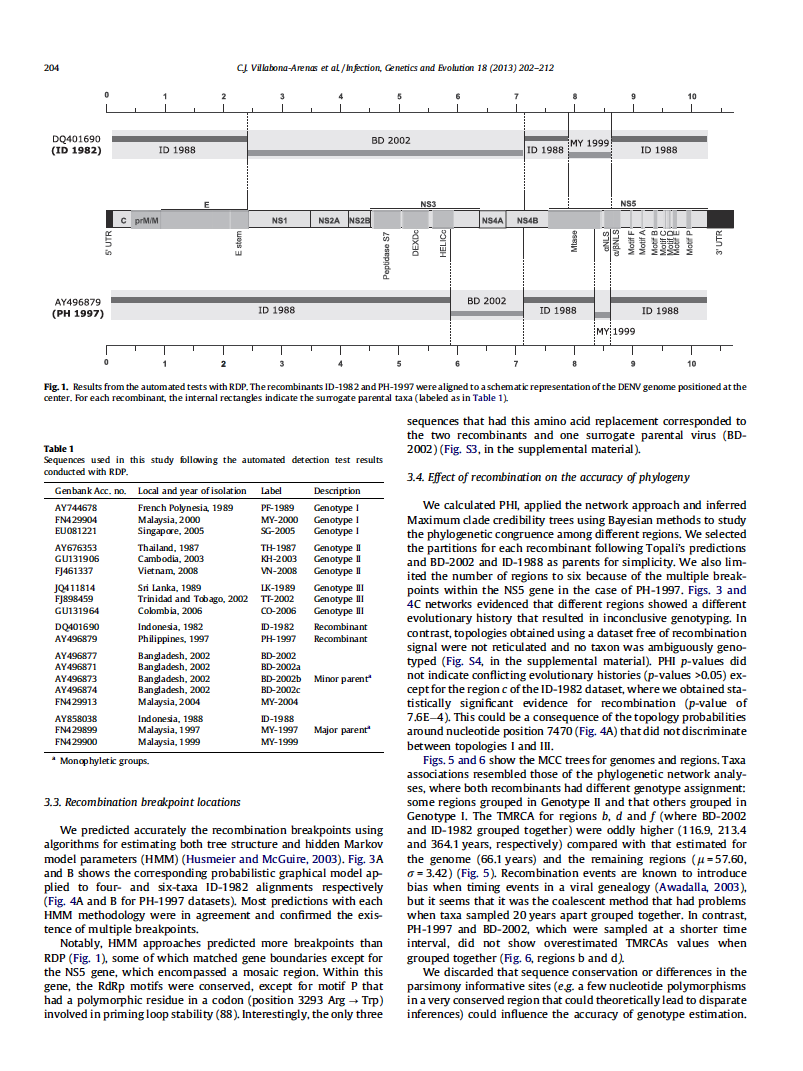 204
C.J. Villabona-Arenas et al. / Infection, Genetics and Evolution 18 (2013) 202–212
0 1 2 3 4 5 6 7 8 9 10
DQ401690
(ID 1982)
ID 1988
BD 2002
ID 1988
MY 1999
ID 1988
E
NS3
NS5
C
prM/M
NS1
NS2A
NS2B
NS4A
NS4B
5' UTR
E stem
Peptidase S7
DEXDc
HELICc
Mtase
αNLS
α/βNLS
Motif F
Motif A
Motif B
Motif C
Motif D
Motif E
Motif P
3' UTR
AY496879
(PH 1997)
ID 1988
BD 2002
ID 1988
MY 1999
ID 1988
0 1 2 3 4 5 6 7 8 9 10
Fig. 1. Results from the automated tests with RDP. The recombinants ID-1982 and PH-1997 were aligned to a schematic representation of the DENV genome positioned at the
center. For each recombinant, the internal rectangles indicate the surrogate parental taxa (labeled as in Table 1).
Table 1
Sequences used in this study following the automated detection test results
conducted with RDP.
Genbank Acc. no. Local and year of isolation Label Description
AY744678 French Polynesia, 1989 PF-1989 Genotype I
FN429904 Malaysia, 2000 MY-2000 Genotype I
EU081221 Singapore, 2005 SG-2005 Genotype I
AY676353 Thailand, 1987 TH-1987 Genotype II
GU131906 Cambodia, 2003 KH-2003 Genotype II
FJ461337 Vietnam, 2008 VN-2008 Genotype II
JQ411814 Sri Lanka, 1989 LK-1989 Genotype III
FJ898459 Trinidad and Tobago, 2002 TT-2002 Genotype III
GU131964 Colombia, 2006 CO-2006 Genotype III
DQ401690 Indonesia, 1982 ID-1982 Recombinant
AY496879 Philippines, 1997 PH-1997 Recombinant
AY496877 Bangladesh, 2002 BD-2002
AY496871 Bangladesh, 2002 BD-2002a
AY496873 Bangladesh, 2002 BD-2002b Minor parentª
AY496874 Bangladesh, 2002 BD-2002c
FN429913 Malaysia, 2004 MY-2004
AY858038 Indonesia, 1988 ID-1988
FN429899 Malaysia, 1997 MY-1997 Major parentª
FN429900 Malaysia, 1999 MY-1999
ª Monophyletic groups.
3.3. Recombination breakpoint locations
We predicted accurately the recombination breakpoints using
algorithms for estimating both tree structure and hidden Markov
model parameters (HMM) (Husmeier and McGuire, 2003). Fig. 3A
and B shows the corresponding probabilistic graphical model ap-
plied to four- and six-taxa ID-1982 alignments respectively
(Fig. 4A and B for PH-1997 datasets). Most predictions with each
HMM methodology were in agreement and confirmed the exis-
tence of multiple breakpoints.
Notably, HMM approaches predicted more breakpoints than
RDP (Fig. 1), some of which matched gene boundaries except for
the NS5 gene, which encompassed a mosaic region. Within this
gene, the RdRp motifs were conserved, except for motif P that
had a polymorphic residue in a codon (position 3293 Arg → Trp)
involved in priming loop stability (88). Interestingly, the only three
sequences that had this amino acid replacement corresponded to
the two recombinants and one surrogate parental virus (BD-
2002) (Fig. S3, in the supplemental material).
3.4. Effect of recombination on the accuracy of phylogeny
We calculated PHI, applied the network approach and inferred
Maximum clade credibility trees using Bayesian methods to study
the phylogenetic congruence among different regions. We selected
the partitions for each recombinant following Topali's predictions
and BD-2002 and ID-1988 as parents for simplicity. We also lim-
ited the number of regions to six because of the multiple break-
points within the NS5 gene in the case of PH-1997. Figs. 3 and
4C networks evidenced that different regions showed a different
evolutionary history that resulted in inconclusive genotyping. In
contrast, topologies obtained using a dataset free of recombination
signal were not reticulated and no taxon was ambiguously geno-
typed (Fig. S4, in the supplemental material). PHI p-values did
not indicate conflicting evolutionary histories (p-values >0.05) ex-
cept for the region c of the ID-1982 dataset, where we obtained sta-
tistically significant evidence for recombination (p-value of
7.6E−4). This could be a consequence of the topology probabilities
around nucleotide position 7470 (Fig. 4A) that did not discriminate
between topologies I and III.
Figs. 5 and 6 show the MCC trees for genomes and regions. Taxa
associations resembled those of the phylogenetic network analy-
ses, where both recombinants had different genotype assignment:
some regions grouped in Genotype II and that others grouped in
Genotype I. The TMRCA for regions b, d and f (where BD-2002
and ID-1982 grouped together) were oddly higher (116.9, 213.4
and 364.1 years, respectively) compared with that estimated for
the genome (66.1 years) and the remaining regions (μ = 57.60,
σ = 3.42) (Fig. 5). Recombination events are known to introduce
bias when timing events in a viral genealogy (Awadalla, 2003),
but it seems that it was the coalescent method that had problems
when taxa sampled 20 years apart grouped together. In contrast,
PH-1997 and BD-2002, which were sampled at a shorter time
interval, did not show overestimated TMRCAs values when
grouped together (Fig. 6, regions b and d).
We discarded that sequence conservation or differences in the
parsimony informative sites (e.g. a few nucleotide polymorphisms
in a very conserved region that could theoretically lead to disparate
inferences) could influence the accuracy of genotype estimation.